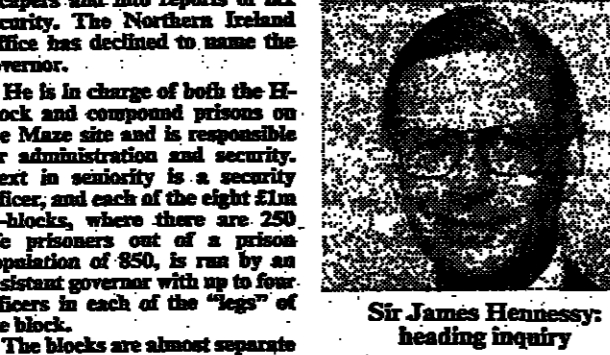 capers and into reports of lax
curity. The Northern Ireland
ffice has declined to name the
overnor.
He is in charge of both the H-
ock and compound prisons on
e Maze site and is responsible
r administration and security.
ext in seniority is a security
fficer, and each of the eight £1m
-blocks, where there are 250
fe prisoners out of a prison
opulation of 850, is run by an
sistant governor with up to four
fficers in each of the "legs" of
e block.
The blocks are almost separate
Sir James Hennessy:
heading inquiry